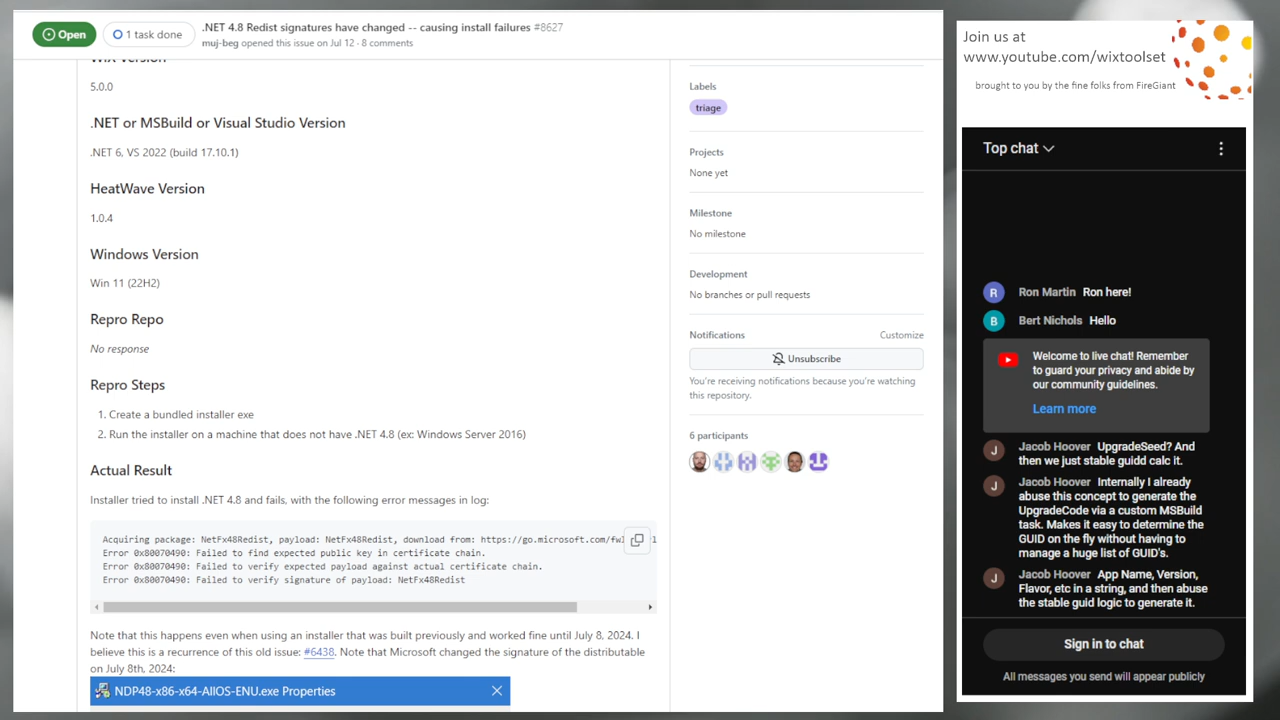 Open
1 task done
.NET 4.8 Redist signatures have changed -- causing install failures #8627
muj-beg opened this issue on Jul 12 · 8 comments
WiX Version
5.0.0
.NET or MSBuild or Visual Studio Version
.NET 6, VS 2022 (build 17.10.1)
HeatWave Version
1.0.4
Windows Version
Win 11 (22H2)
Repro Repo
No response
Repro Steps
1. Create a bundled installer exe
2. Run the installer on a machine that does not have .NET 4.8 (ex: Windows Server 2016)
Actual Result
Installer tried to install .NET 4.8 and fails, with the following error messages in log:
Acquiring package: NetFx48Redist, payload: NetFx48Redist, download from: https://go.microsoft.com/fwl
Error 0x80070490: Failed to find expected public key in certificate chain.
Error 0x80070490: Failed to verify expected payload against actual certificate chain.
Error 0x80070490: Failed to verify signature of payload: NetFx48Redist
Note that this happens even when using an installer that was built previously and worked fine until July 8, 2024. I
believe this is a recurrence of this old issue: #6438. Note that Microsoft changed the signature of the distributable
on July 8th, 2024:
NDP48-x86-x64-AllOS-ENU.exe Properties
Labels
triage
Projects
None yet
Milestone
No milestone
Development
No branches or pull requests
Notifications
Customize
Unsubscribe
You're receiving notifications because you're watching
this repository.
6 participants
Join us at
www.youtube.com/wixtoolset
brought to you by the fine folks from FireGiant
Top chat
R Ron Martin Ron here!
B Bert Nichols Hello
Welcome to live chat! Remember
to guard your privacy and abide by
our community guidelines.
Learn more
J Jacob Hoover UpgradeSeed? And
then we just stable guidd calc it.
J Jacob Hoover Internally I already
abuse this concept to generate the
UpgradeCode via a custom MSBuild
task. Makes it easy to determine the
GUID on the fly without having to
manage a huge list of GUID's.
J Jacob Hoover App Name, Version,
Flavor, etc in a string, and then abuse
the stable guid logic to generate it.
Sign in to chat
All messages you send will appear publicly